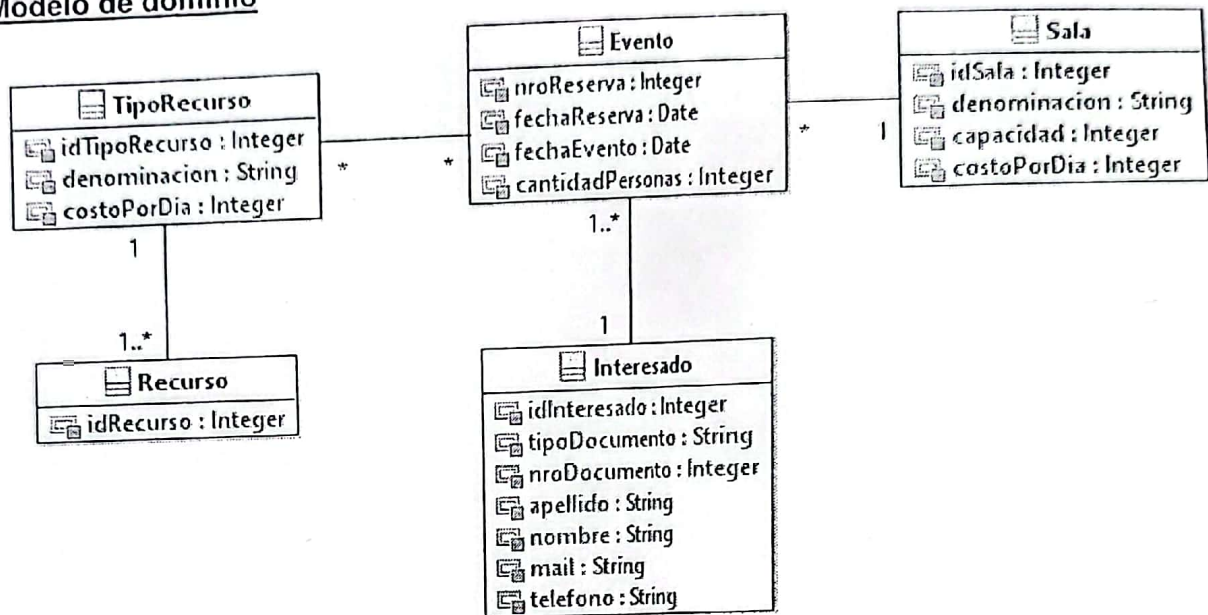 Modelo de dominio
TipoRecurso
idTipoRecurso : Integer
denominacion : String
costoPorDia : Integer
*
*
Evento
nroReserva : Integer
fechaReserva : Date
fechaEvento : Date
cantidadPersonas : Integer
*
1
Sala
idSala : Integer
denominacion : String
capacidad : Integer
costoPorDia : Integer
1
1..*
Recurso
idRecurso : Integer
1..*
1
Interesado
idInteresado : Integer
tipoDocumento : String
nroDocumento : Integer
apellido : String
nombre : String
mail : String
telefono : String